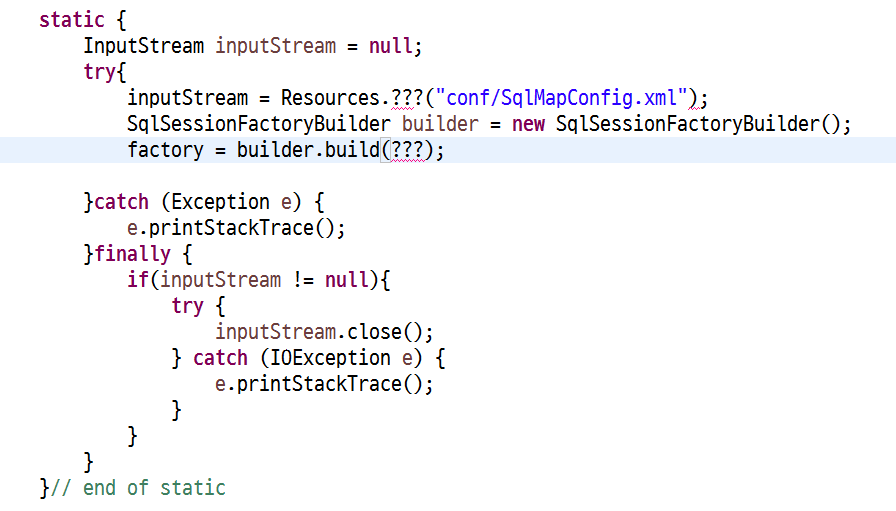 static {
InputStream inputStream = null;
try{
inputStream = Resources.???("conf/SqlMapConfig.xml");
SqlSessionFactoryBuilder builder = new SqlSessionFactoryBuilder();
factory = builder.build(???);
}catch (Exception e) {
e.printStackTrace();
}finally {
if(inputStream != null){
try {
inputStream.close();
} catch (IOException e) {
e.printStackTrace();
}
}
}
}// end of static